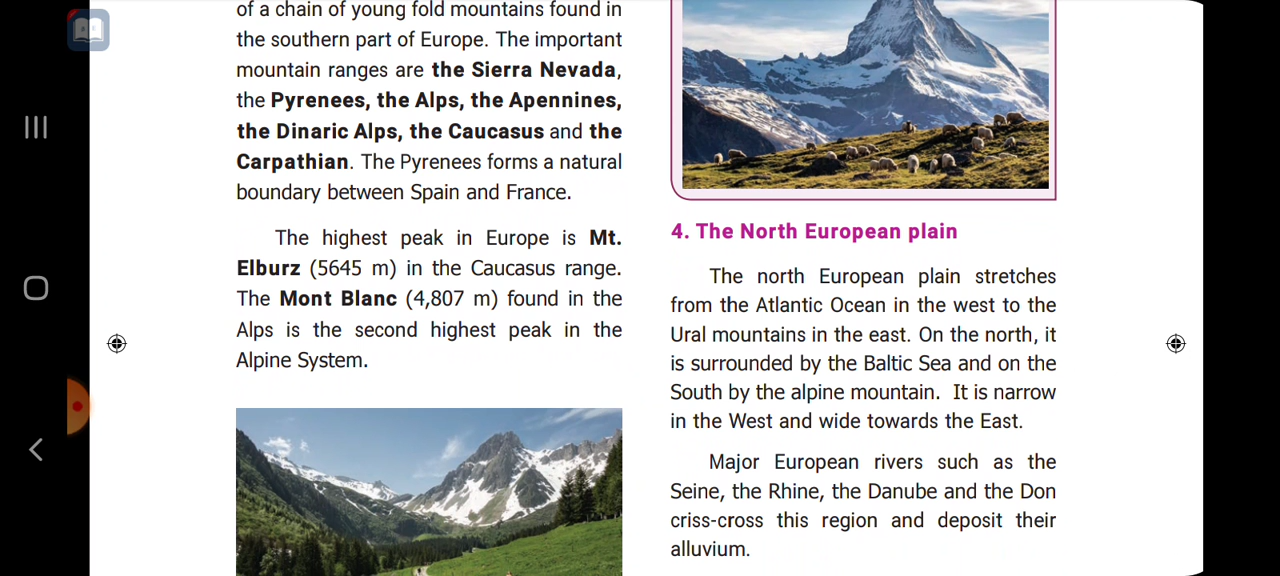 of a chain of young fold mountains found in
the southern part of Europe. The important
mountain ranges are the Sierra Nevada,
the Pyrenees, the Alps, the Apennines,
the Dinaric Alps, the Caucasus and the
Carpathian. The Pyrenees forms a natural
boundary between Spain and France.
The highest peak in Europe is Mt.
Elburz (5645 m) in the Caucasus range.
The Mont Blanc (4,807 m) found in the
Alps is the second highest peak in the
Alpine System.
4. The North European plain
The north European plain stretches
from the Atlantic Ocean in the west to the
Ural mountains in the east. On the north, it
is surrounded by the Baltic Sea and on the
South by the alpine mountain. It is narrow
in the West and wide towards the East.
Major European rivers such as the
Seine, the Rhine, the Danube and the Don
criss-cross this region and deposit their
alluvium.